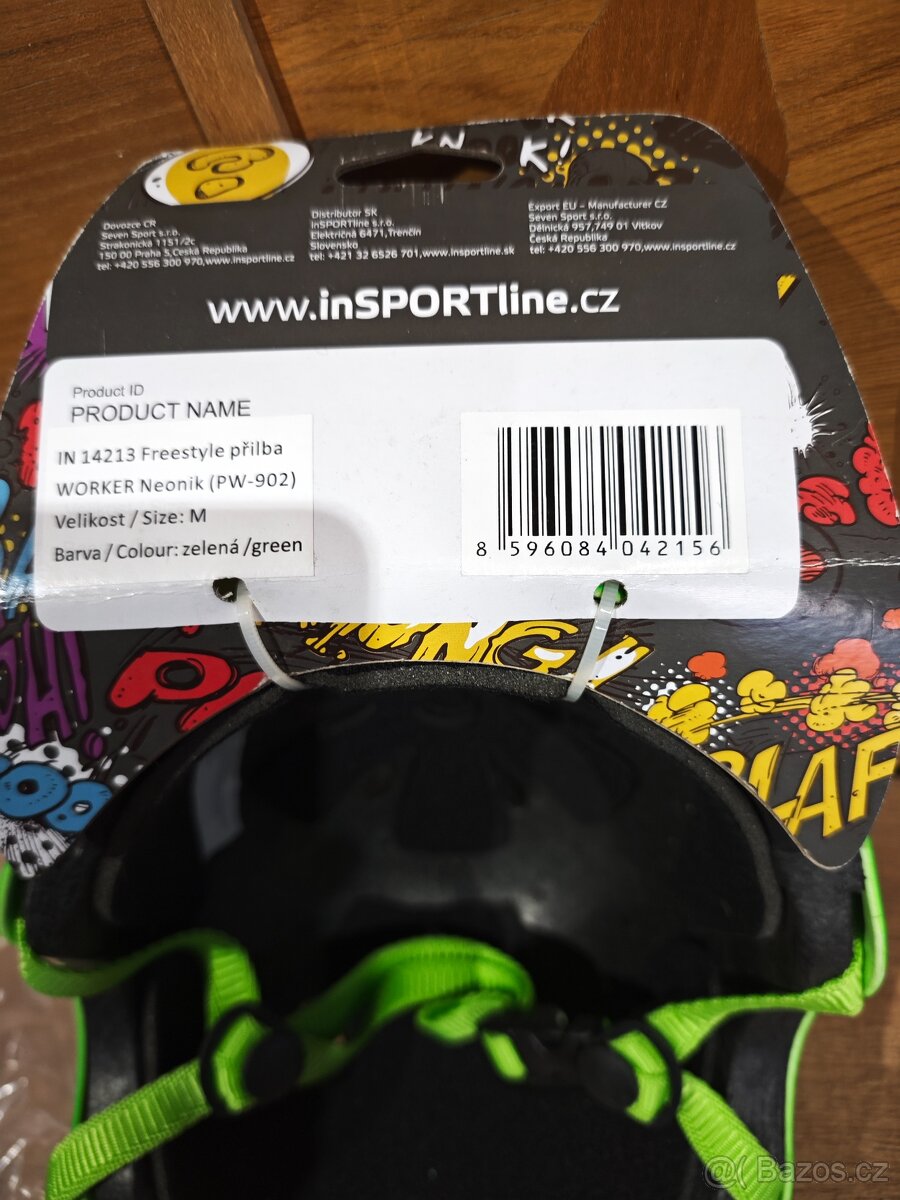 Dovozce CR
Seven Sport s.r.o.
Strakonická 1151/2c
150 00 Praha 5,Česká Republika
tel: +420 556 300 970,www.insportline.cz
Distributor SK
inSPORTline s.r.o.
Električná 6471,Trenčín
Slovensko
tel: +421 32 6526 701,www.insportline.sk
Export EU – Manufacturer CZ
Seven Sport s.r.o.
Dělnická 957,749 01 Vítkov
Česká Republika
tel: +420 556 300 970,www.insportline.cz
www.inSPORTline.cz
Product ID
PRODUCT NAME
IN 14213 Freestyle přilba
WORKER Neonik (PW-902)
Velikost / Size: M
Barva / Colour: zelená /green
8 596084 042156
Bazos.cz